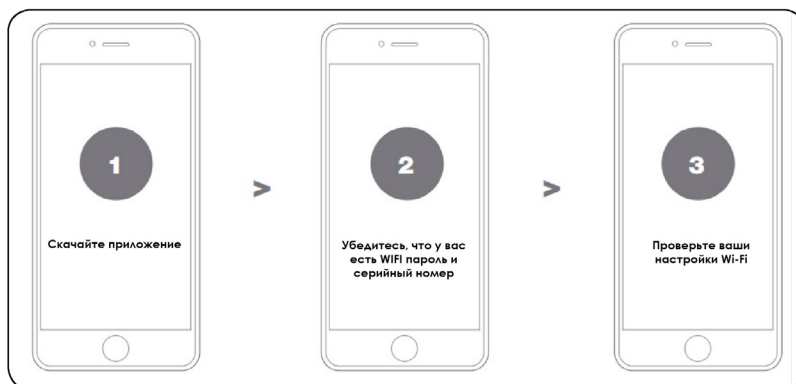 1
Скачайте приложение
>
2
Убедитесь, что у вас
есть WIFI пароль и
серийный номер
>
3
Проверьте ваши
настройки Wi-Fi